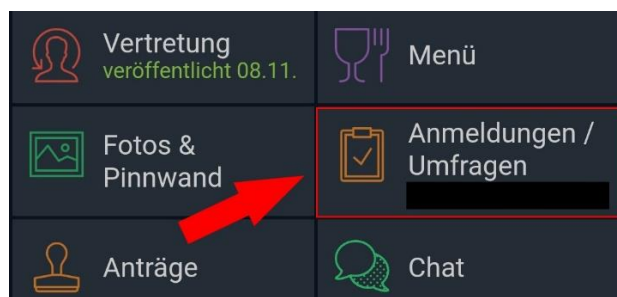 Vertretung
veröffentlicht 08.11.
Menü
Fotos &
Pinnwand
Anmeldungen /
Umfragen
Anträge
Chat